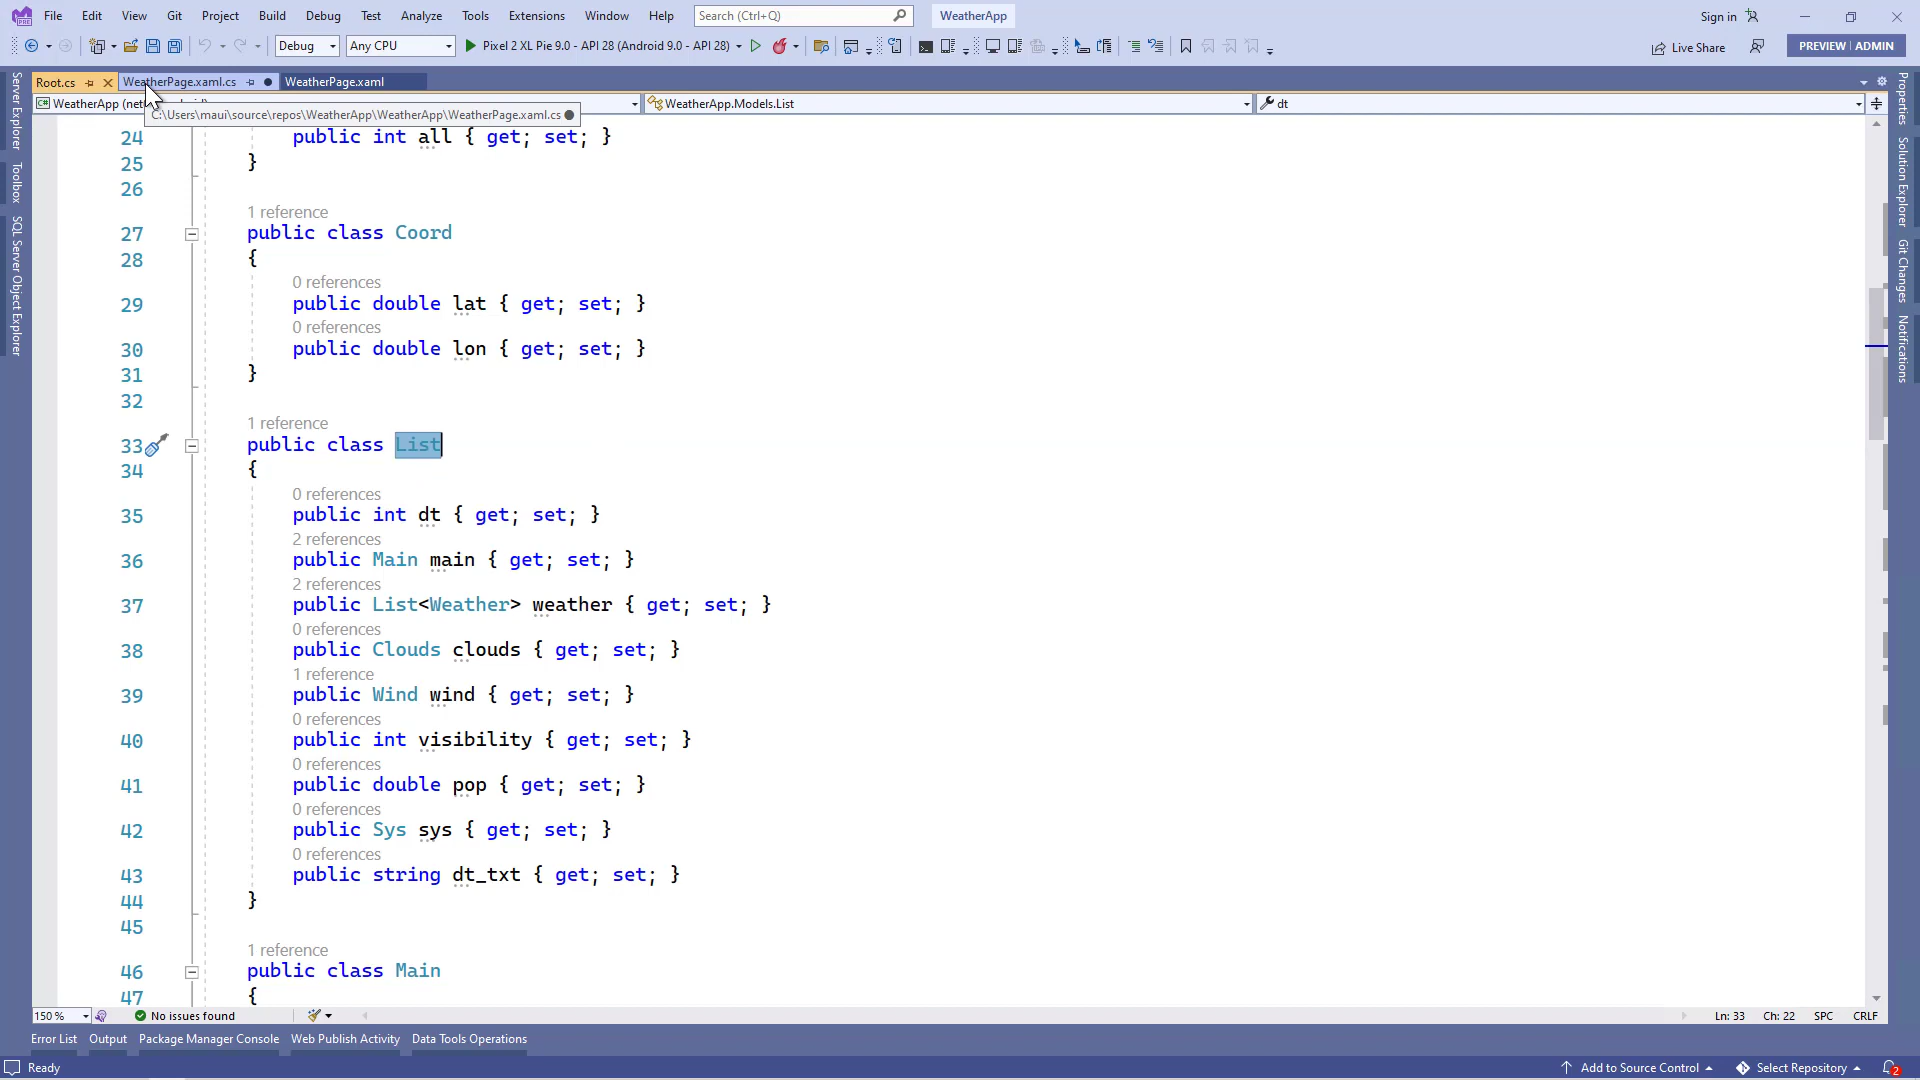 File Edit View Git Project Build Debug Test Analyze Tools Extensions Window Help Search (Ctrl+Q) WeatherApp Sign in
Debug Any CPU Pixel 2 XL Pie 9.0 - API 28 (Android 9.0 - API 28) Live Share PREVIEW ADMIN
Root.cs WeatherPage.xaml.cs WeatherPage.xaml
WeatherApp (net WeatherApp.Models.List dt
C:\Users\maui\source\repos\WeatherApp\WeatherApp\WeatherPage.xaml.cs
24 public int all { get; set; }
25 }
26
1 reference
27 public class Coord
28 {
0 references
29 public double lat { get; set; }
0 references
30 public double lon { get; set; }
31 }
32
1 reference
33 public class List
34 {
0 references
35 public int dt { get; set; }
2 references
36 public Main main { get; set; }
2 references
37 public List<Weather> weather { get; set; }
0 references
38 public Clouds clouds { get; set; }
1 reference
39 public Wind wind { get; set; }
0 references
40 public int visibility { get; set; }
0 references
41 public double pop { get; set; }
0 references
42 public Sys sys { get; set; }
0 references
43 public string dt_txt { get; set; }
44 }
45
1 reference
46 public class Main
47 {
Server Explorer
Toolbox
SQL Server Object Explorer
Properties
Solution Explorer
Git Changes
Notifications
150 % No issues found Ln: 33 Ch: 22 SPC CRLF
Error List Output Package Manager Console Web Publish Activity Data Tools Operations
Ready Add to Source Control Select Repository 2